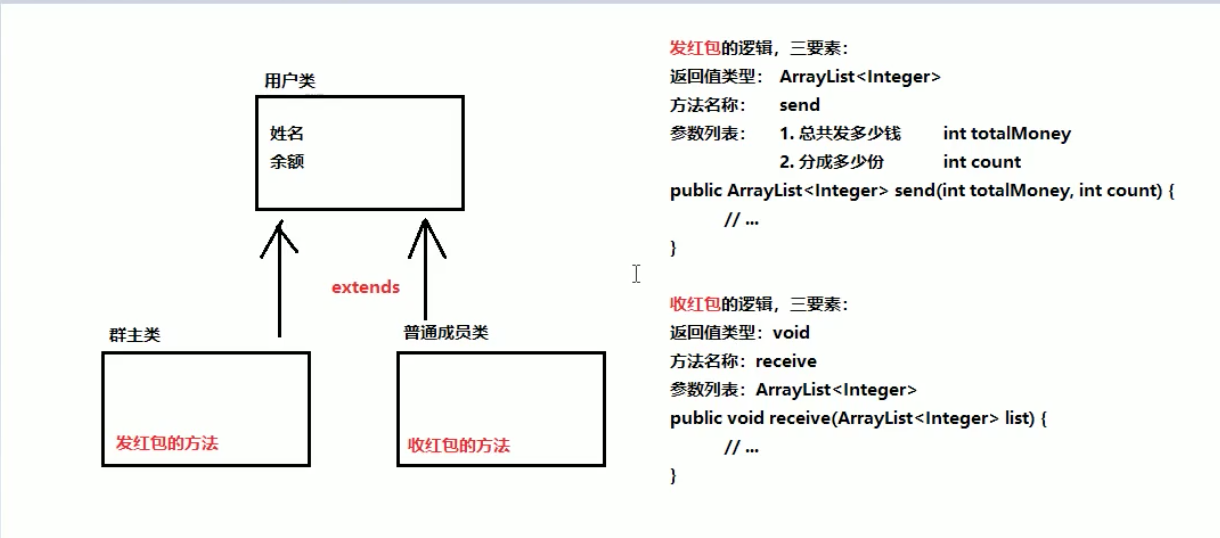 用户类
姓名
余额
extends
群主类
发红包的方法
普通成员类
收红包的方法
发红包的逻辑，三要素：
返回值类型： ArrayList<Integer>
方法名称： send
参数列表： 1. 总共发多少钱 int totalMoney
2. 分成多少份 int count
public ArrayList<Integer> send(int totalMoney, int count) {
// ...
}
收红包的逻辑，三要素：
返回值类型：void
方法名称：receive
参数列表：ArrayList<Integer>
public void receive(ArrayList<Integer> list) {
// ...
}